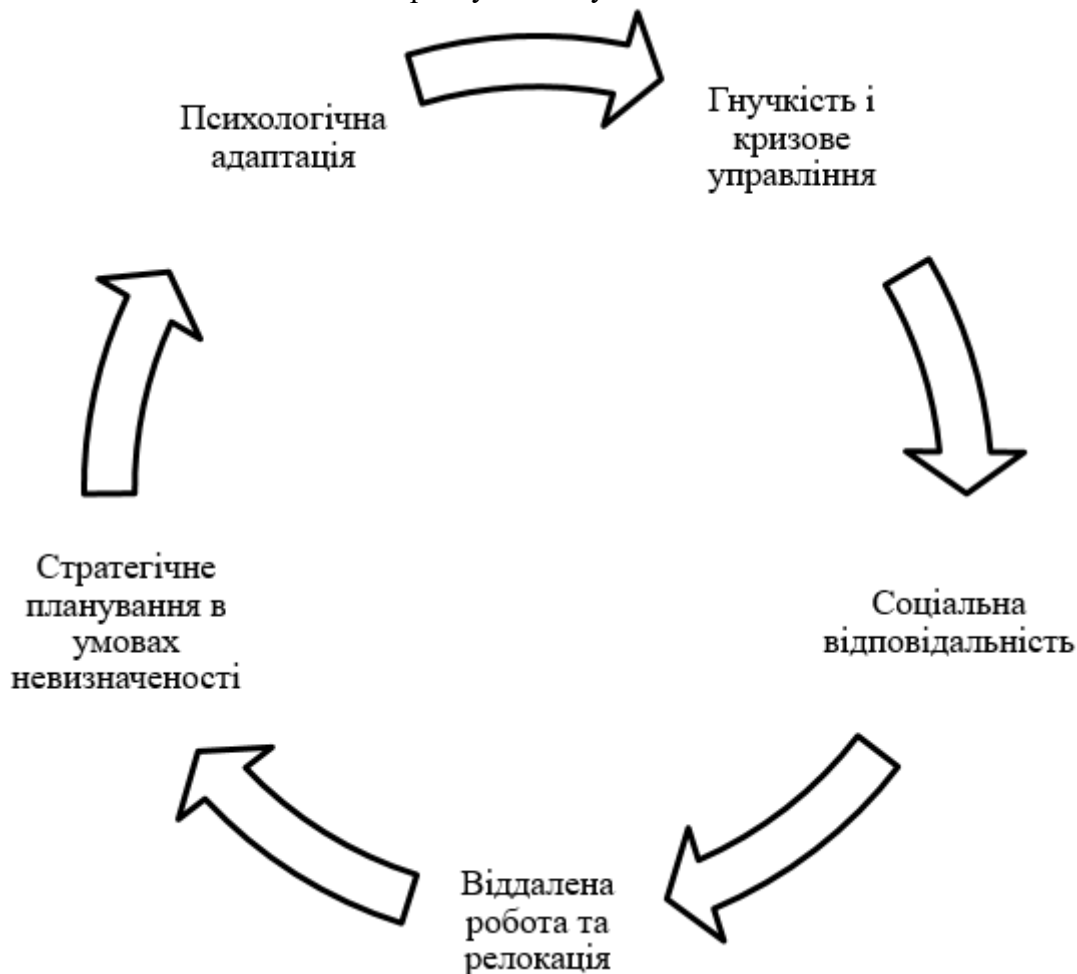 Психологічна
адаптація
Гнучкість і
кризове
управління
Соціальна
відповідальність
Віддалена
робота та
релокація
Стратегічне
планування в
умовах
невизначеності